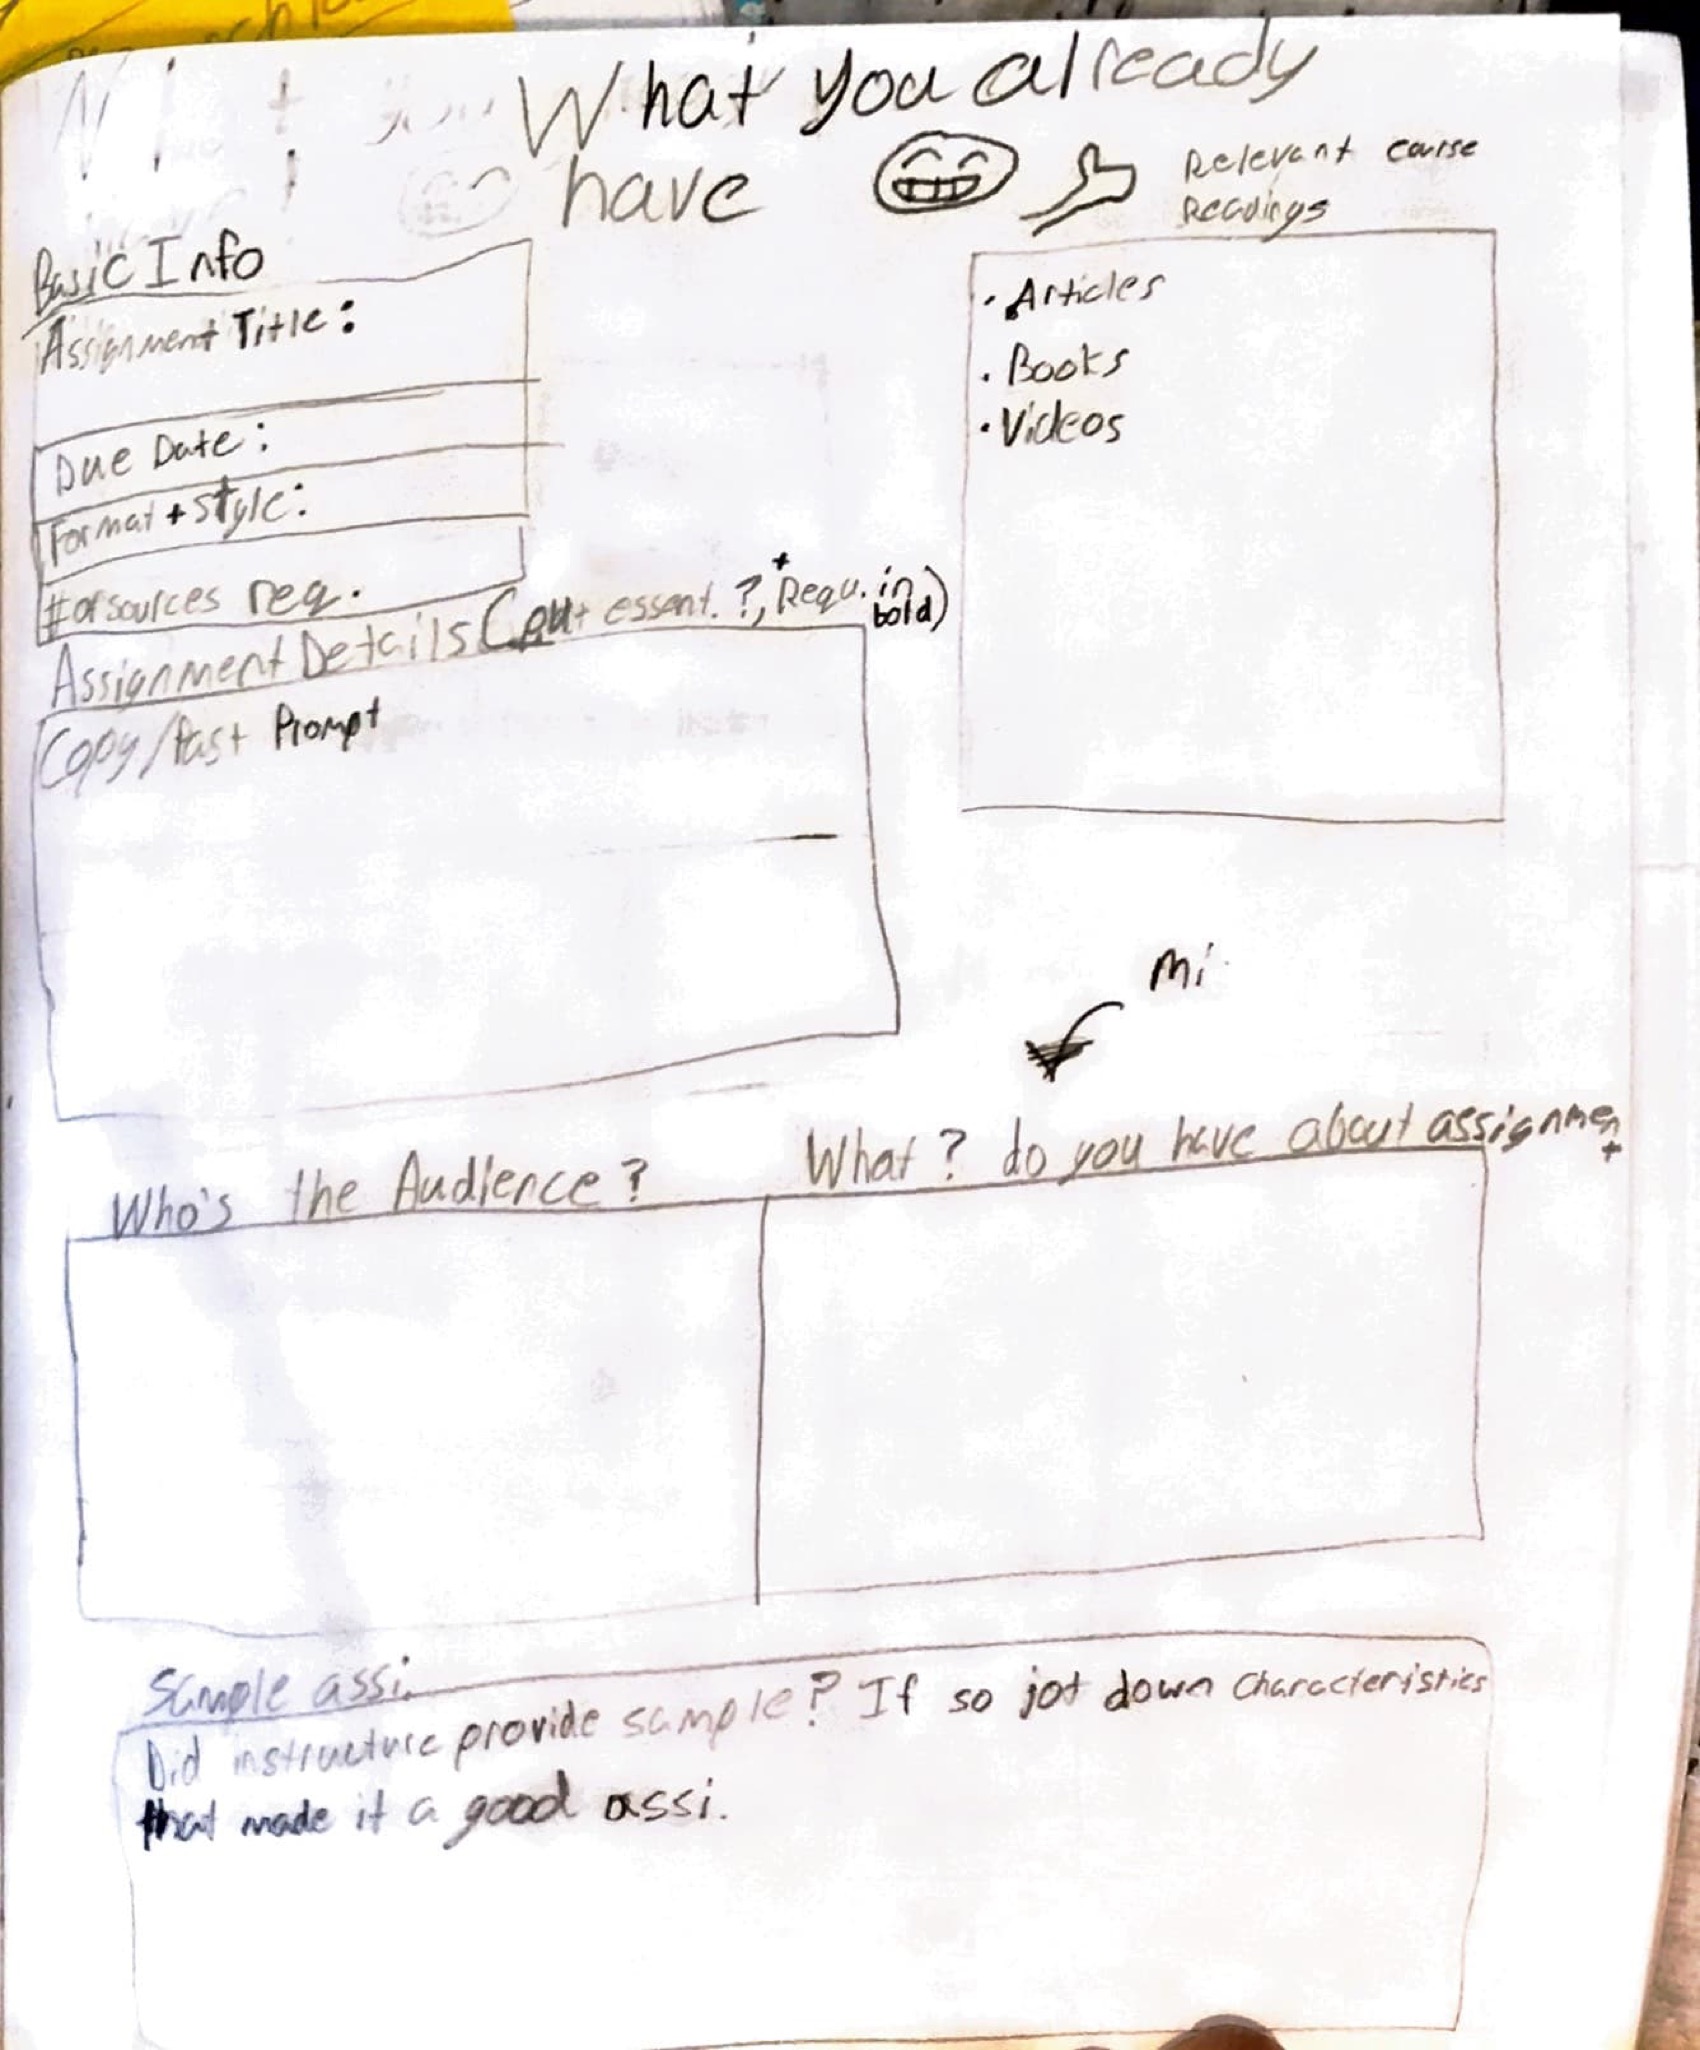 What you already
have
Relevant course
Readings
Basic Info
Assignment Title:
Due Date:
Format + Style:
# of sources req.
• Articles
• Books
• Videos
Assignment Details (put essent. ?, + Requ. in
bold)
Copy/Past Prompt
Mi
Who's the Audience?
What? do you have about assignment
Sample assi.
Did instructure provide sample? If so jot down characteristics
that made it a good assi.